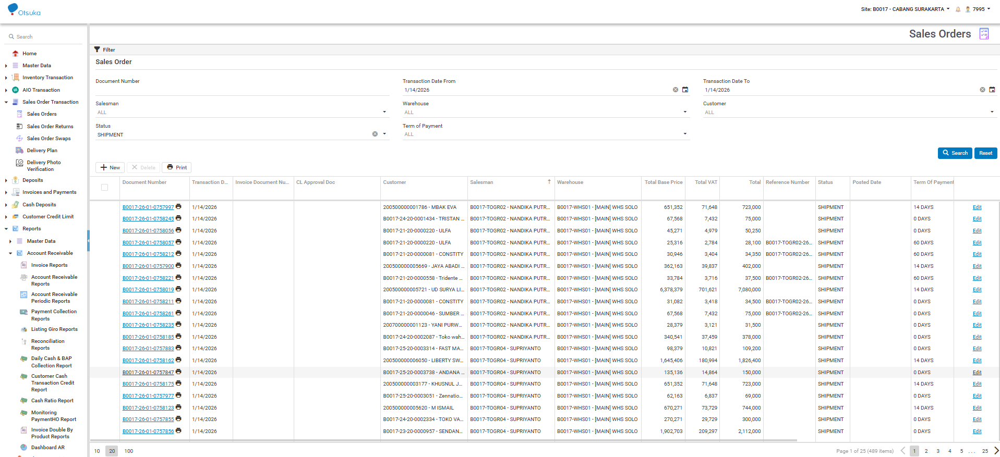 Otsuka
Site: B0017 - CABANG SURAKARTA
7995
Search
Home
Master Data
Inventory Transaction
AIO Transaction
Sales Order Transaction
Sales Orders
Sales Order Returns
Sales Order Swaps
Delivery Plan
Delivery Photo
Verification
Deposits
Invoices and Payments
Cash Deposits
Customer Credit Limit
Reports
Master Data
Account Receivable
Invoice Reports
Account Receivable
Reports
Account Receivable
Periodic Reports
Payment Collection
Reports
Listing Giro Reports
Reconciliation
Reports
Daily Cash & BAP
Collection Report
Customer Cash
Transaction Credit
Report
Cash Ratio Report
Monitoring
PaymentHO Report
Invoice Double By
Product Reports
Dashboard AR
Sales Orders
Filter
Sales Order
Document Number
Transaction Date From
Transaction Date To
1/14/2026
1/14/2026
Salesman
Warehouse
Customer
ALL
ALL
ALL
Status
Term of Payment
SHIPMENT
ALL
Search
Reset
New
Delete
Print
Document Number Transaction D... Invoice Document Nu... CL Approval Doc Customer Salesman Warehouse Total Base Price Total VAT Total Reference Number Status Posted Date Term Of Payment
B0017-26-01-0757997 1/14/2026 200500000001786 - MBAK EVA B0017-TOGR02 - NANDIKA PUTR... B0017-WHS01 - [MAIN] WHS SOLO 651,352 71,648 723,000 SHIPMENT 14 DAYS Edit
B0017-26-01-0758245 1/14/2026 B0017-24-20-0001434 - TRISTAN ... B0017-TOGR02 - NANDIKA PUTR... B0017-WHS01 - [MAIN] WHS SOLO 67,568 7,432 75,000 SHIPMENT 0 DAYS Edit
B0017-26-01-0758056 1/14/2026 B0017-21-20-0000220 - ULFA B0017-TOGR02 - NANDIKA PUTR... B0017-WHS01 - [MAIN] WHS SOLO 45,271 4,979 50,250 SHIPMENT 0 DAYS Edit
B0017-26-01-0758057 1/14/2026 B0017-21-20-0000220 - ULFA B0017-TOGR02 - NANDIKA PUTR... B0017-WHS01 - [MAIN] WHS SOLO 25,316 2,784 28,100 B0017-TOGR02-26... SHIPMENT 60 DAYS Edit
B0017-26-01-0758212 1/14/2026 B0017-21-20-0000081 - CONSTITY B0017-TOGR02 - NANDIKA PUTR... B0017-WHS01 - [MAIN] WHS SOLO 30,946 3,404 34,350 B0017-TOGR02-26... SHIPMENT 60 DAYS Edit
B0017-26-01-0757900 1/14/2026 200500000005669 - JAYA ABADI ... B0017-TOGR02 - NANDIKA PUTR... B0017-WHS01 - [MAIN] WHS SOLO 362,163 39,837 402,000 SHIPMENT 14 DAYS Edit
B0017-26-01-0758221 1/14/2026 B0017-21-20-0000558 - Tridente ... B0017-TOGR02 - NANDIKA PUTR... B0017-WHS01 - [MAIN] WHS SOLO 33,784 3,716 37,500 B0017-TOGR02-26... SHIPMENT 60 DAYS Edit
B0017-26-01-0758019 1/14/2026 200500000005721 - UD SURYA LI... B0017-TOGR02 - NANDIKA PUTR... B0017-WHS01 - [MAIN] WHS SOLO 6,378,379 701,621 7,080,000 SHIPMENT 14 DAYS Edit
B0017-26-01-0758211 1/14/2026 B0017-21-20-0000081 - CONSTITY B0017-TOGR02 - NANDIKA PUTR... B0017-WHS01 - [MAIN] WHS SOLO 31,082 3,418 34,500 B0017-TOGR02-26... SHIPMENT 0 DAYS Edit
B0017-26-01-0758261 1/14/2026 B0017-21-20-0000046 - SUMBER ... B0017-TOGR02 - NANDIKA PUTR... B0017-WHS01 - [MAIN] WHS SOLO 67,568 7,432 75,000 B0017-TOGR02-26... SHIPMENT 0 DAYS Edit
B0017-26-01-0758235 1/14/2026 200700000001123 - YANI PURW... B0017-TOGR02 - NANDIKA PUTR... B0017-WHS01 - [MAIN] WHS SOLO 28,379 3,121 31,500 SHIPMENT 0 DAYS Edit
B0017-26-01-0758185 1/14/2026 B0017-24-20-0002087 - Toko wah... B0017-TOGR02 - NANDIKA PUTR... B0017-WHS01 - [MAIN] WHS SOLO 340,541 37,459 378,000 SHIPMENT 0 DAYS Edit
B0017-26-01-0757883 1/14/2026 B0017-25-20-0003314 - FAST MA... B0017-TOGR04 - SUPRIYANTO B0017-WHS01 - [MAIN] WHS SOLO 98,379 10,821 109,200 SHIPMENT 0 DAYS Edit
B0017-26-01-0758162 1/14/2026 200500000006050 - LIBERTY SW... B0017-TOGR04 - SUPRIYANTO B0017-WHS01 - [MAIN] WHS SOLO 1,645,406 180,994 1,826,400 SHIPMENT 14 DAYS Edit
B0017-26-01-0757847 1/14/2026 B0017-25-20-0003738 - ANDANA ... B0017-TOGR04 - SUPRIYANTO B0017-WHS01 - [MAIN] WHS SOLO 135,136 14,864 150,000 SHIPMENT 0 DAYS Edit
B0017-26-01-0758175 1/14/2026 200500000003177 - KHUSNUL J... B0017-TOGR04 - SUPRIYANTO B0017-WHS01 - [MAIN] WHS SOLO 651,352 71,648 723,000 SHIPMENT 14 DAYS Edit
B0017-26-01-0757977 1/14/2026 B0017-25-20-0003051 - Zennatio... B0017-TOGR04 - SUPRIYANTO B0017-WHS01 - [MAIN] WHS SOLO 62,163 6,837 69,000 SHIPMENT 0 DAYS Edit
B0017-26-01-0758123 1/14/2026 200500000005620 - M ISMAIL B0017-TOGR04 - SUPRIYANTO B0017-WHS01 - [MAIN] WHS SOLO 670,271 73,729 744,000 SHIPMENT 14 DAYS Edit
B0017-26-01-0757855 1/14/2026 B0017-24-20-0002334 - TOKO VA... B0017-TOGR04 - SUPRIYANTO B0017-WHS01 - [MAIN] WHS SOLO 270,271 29,729 300,000 SHIPMENT 0 DAYS Edit
B0017-26-01-0757856 1/14/2026 B0017-23-20-0000957 - SENDAN... B0017-TOGR04 - SUPRIYANTO B0017-WHS01 - [MAIN] WHS SOLO 1,902,703 209,297 2,112,000 SHIPMENT 0 DAYS Edit
10 20 100
Page 1 of 25 (489 items) 1 2 3 4 5 ... 25